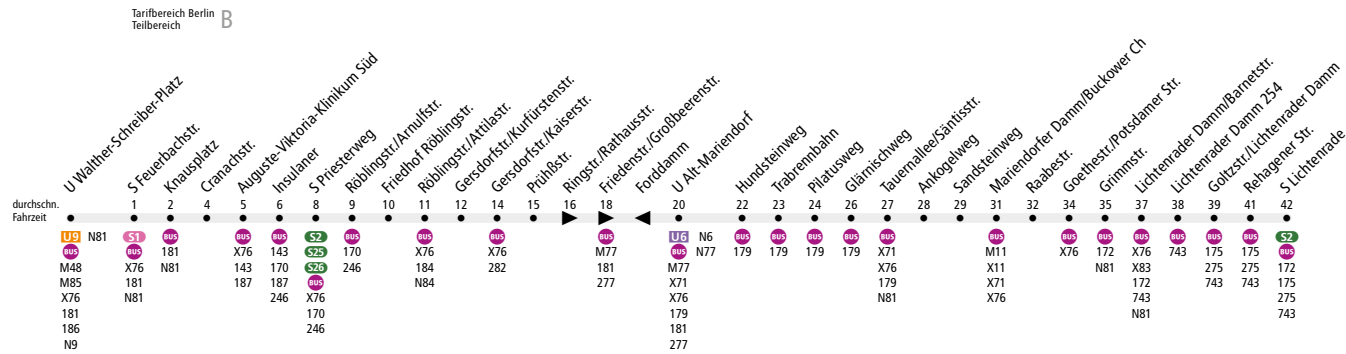 Tarifbereich Berlin
Teilbereich
B
U Walther-Schreiber-Platz
S Feuerbachstr.
Knausplatz
Cranachstr.
Auguste-Viktoria-Klinikum Süd
Insulaner
S Priesterweg
Röblingstr./Arnulfstr.
Friedhof Röblingstr.
Röblingstr./Attilastr.
Gersdorfstr./Kurfürstenstr.
Gersdorfstr./Kaiserstr.
Prühßstr.
Ringstr./Rathausstr.
Friedenstr./Großbeerenstr.
Forddamm
U Alt-Mariendorf
Hundsteinweg
Trabrennbahn
Pilatusweg
Glärnischweg
Tauernallee/Säntisstr.
Ankogelweg
Sandsteinweg
Mariendorfer Damm/Buckower Ch
Raabestr.
Goethestr./Potsdamer Str.
Grimmstr.
Lichtenrader Damm/Barnetstr.
Lichtenrader Damm 254
Goltzstr./Lichtenrader Damm
Rehagener Str.
S Lichtenrade
durchschn. 1 2 4 5 6 8 9 10 11 12 14 15 16 18 20 22 23 24 26 27 28 29 31 32 34 35 37 38 39 41 42
Fahrzeit
U9 N81 S1 BUS BUS BUS S2 BUS BUS BUS BUS U6 N6 BUS BUS BUS BUS BUS BUS BUS BUS BUS BUS BUS BUS S2
BUS BUS 181 X76 143 S25 170 X76 X76 M77 BUS N77 179 179 179 179 X71 M11 X76 172 X76 743 175 175 BUS
M48 X76 N81 143 170 S26 246 184 282 181 M77 X76 X11 N81 X83 275 275 172
M85 181 187 187 BUS N84 277 X71 179 X71 172 743 743 175
X76 N81 246 X76 X76 N81 X76 743 275
181 170 179 N81 743
186 246 181
N9 277